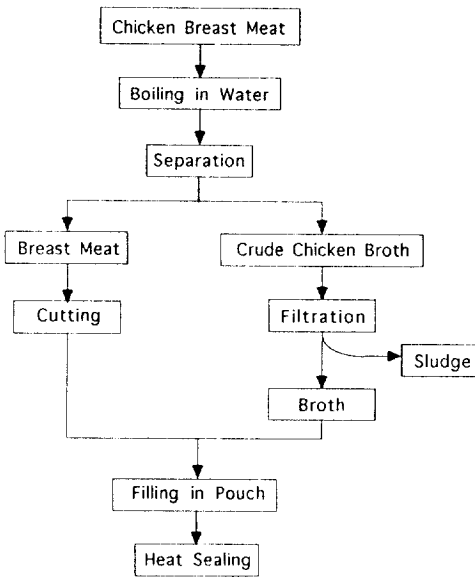 Chicken Breast Meat
Boiling in Water
Separation
Breast Meat
Crude Chicken Broth
Cutting
Filtration
Sludge
Broth
Filling in Pouch
Heat Sealing